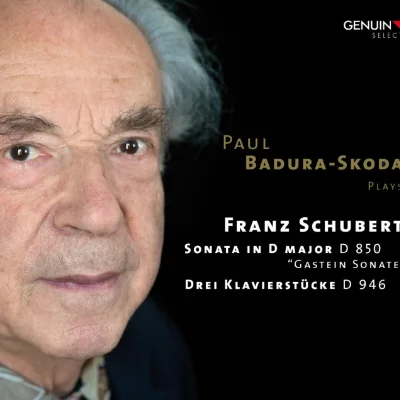 GENUIN
SELECT
PAUL
BADURA-SKODA
PLAYS
FRANZ SCHUBERT
SONATA IN D MAJOR D 850
"GASTEIN SONATE
DREI KLAVIERSTÜCKE D 946